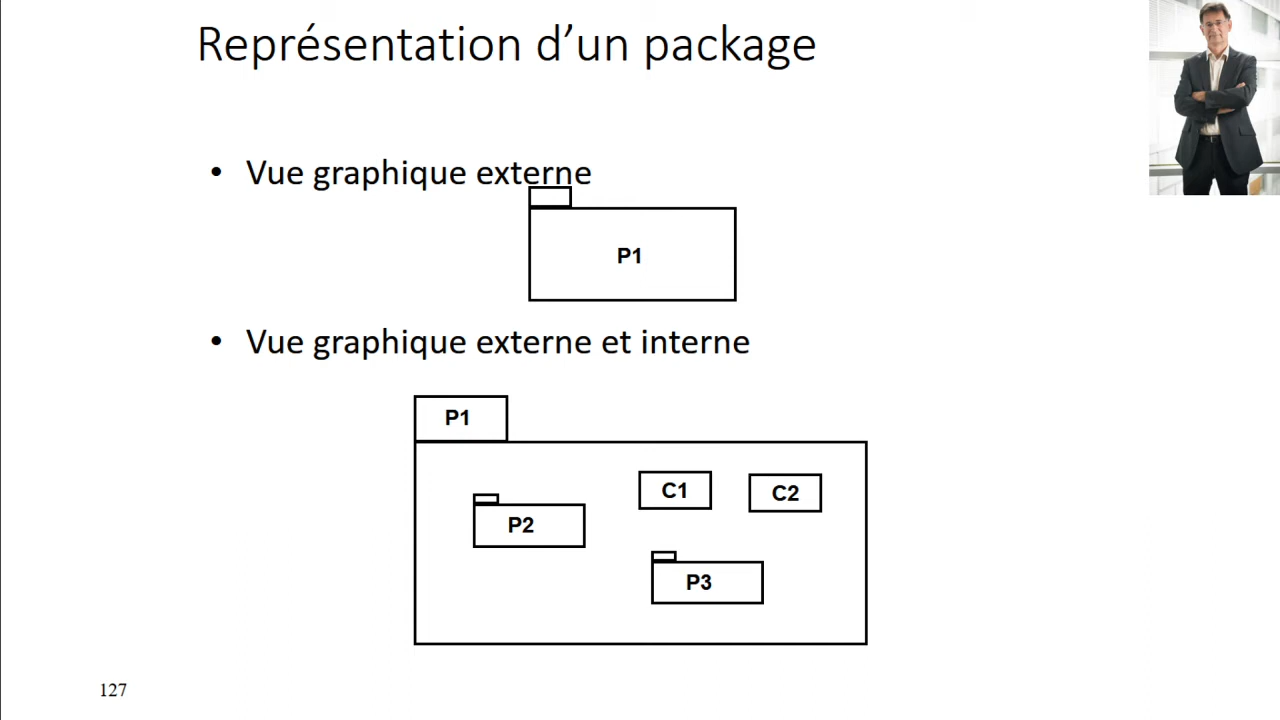 Représentation d’un package
• Vue graphique externe
P1
• Vue graphique externe et interne
P1
C1
C2
P2
P3
127